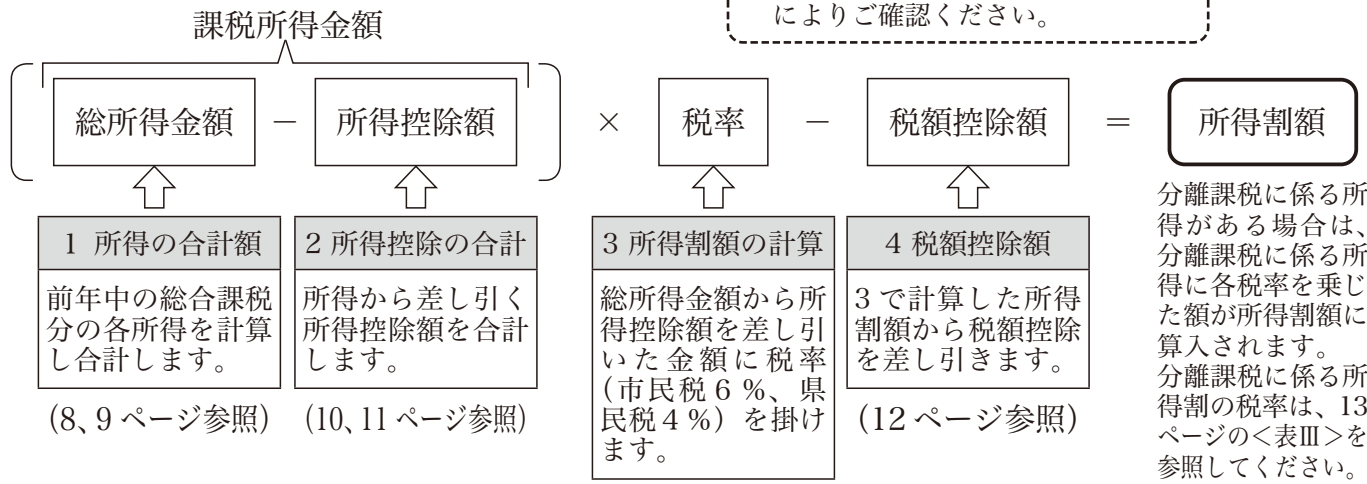 によりご確認ください。
課税所得金額
総所得金額 − 所得控除額 × 税率 − 税額控除額 = 所得割額
1 所得の合計額
前年中の総合課税
分の各所得を計算
し合計します。
(8、9ページ参照)
2 所得控除の合計
所得から差し引く
所得控除額を合計
します。
(10、11ページ参照)
3 所得割額の計算
総所得金額から所
得控除額を差し引
いた金額に税率
(市民税6%、県
民税4%)を掛け
ます。
4 税額控除額
3で計算した所得
割額から税額控除
を差し引きます。
(12ページ参照)
分離課税に係る所
得がある場合は、
分離課税に係る所
得に各税率を乗じ
た額が所得割額に
算入されます。
分離課税に係る所
得割の税率は、13
ページの<表Ⅲ>を
参照してください。